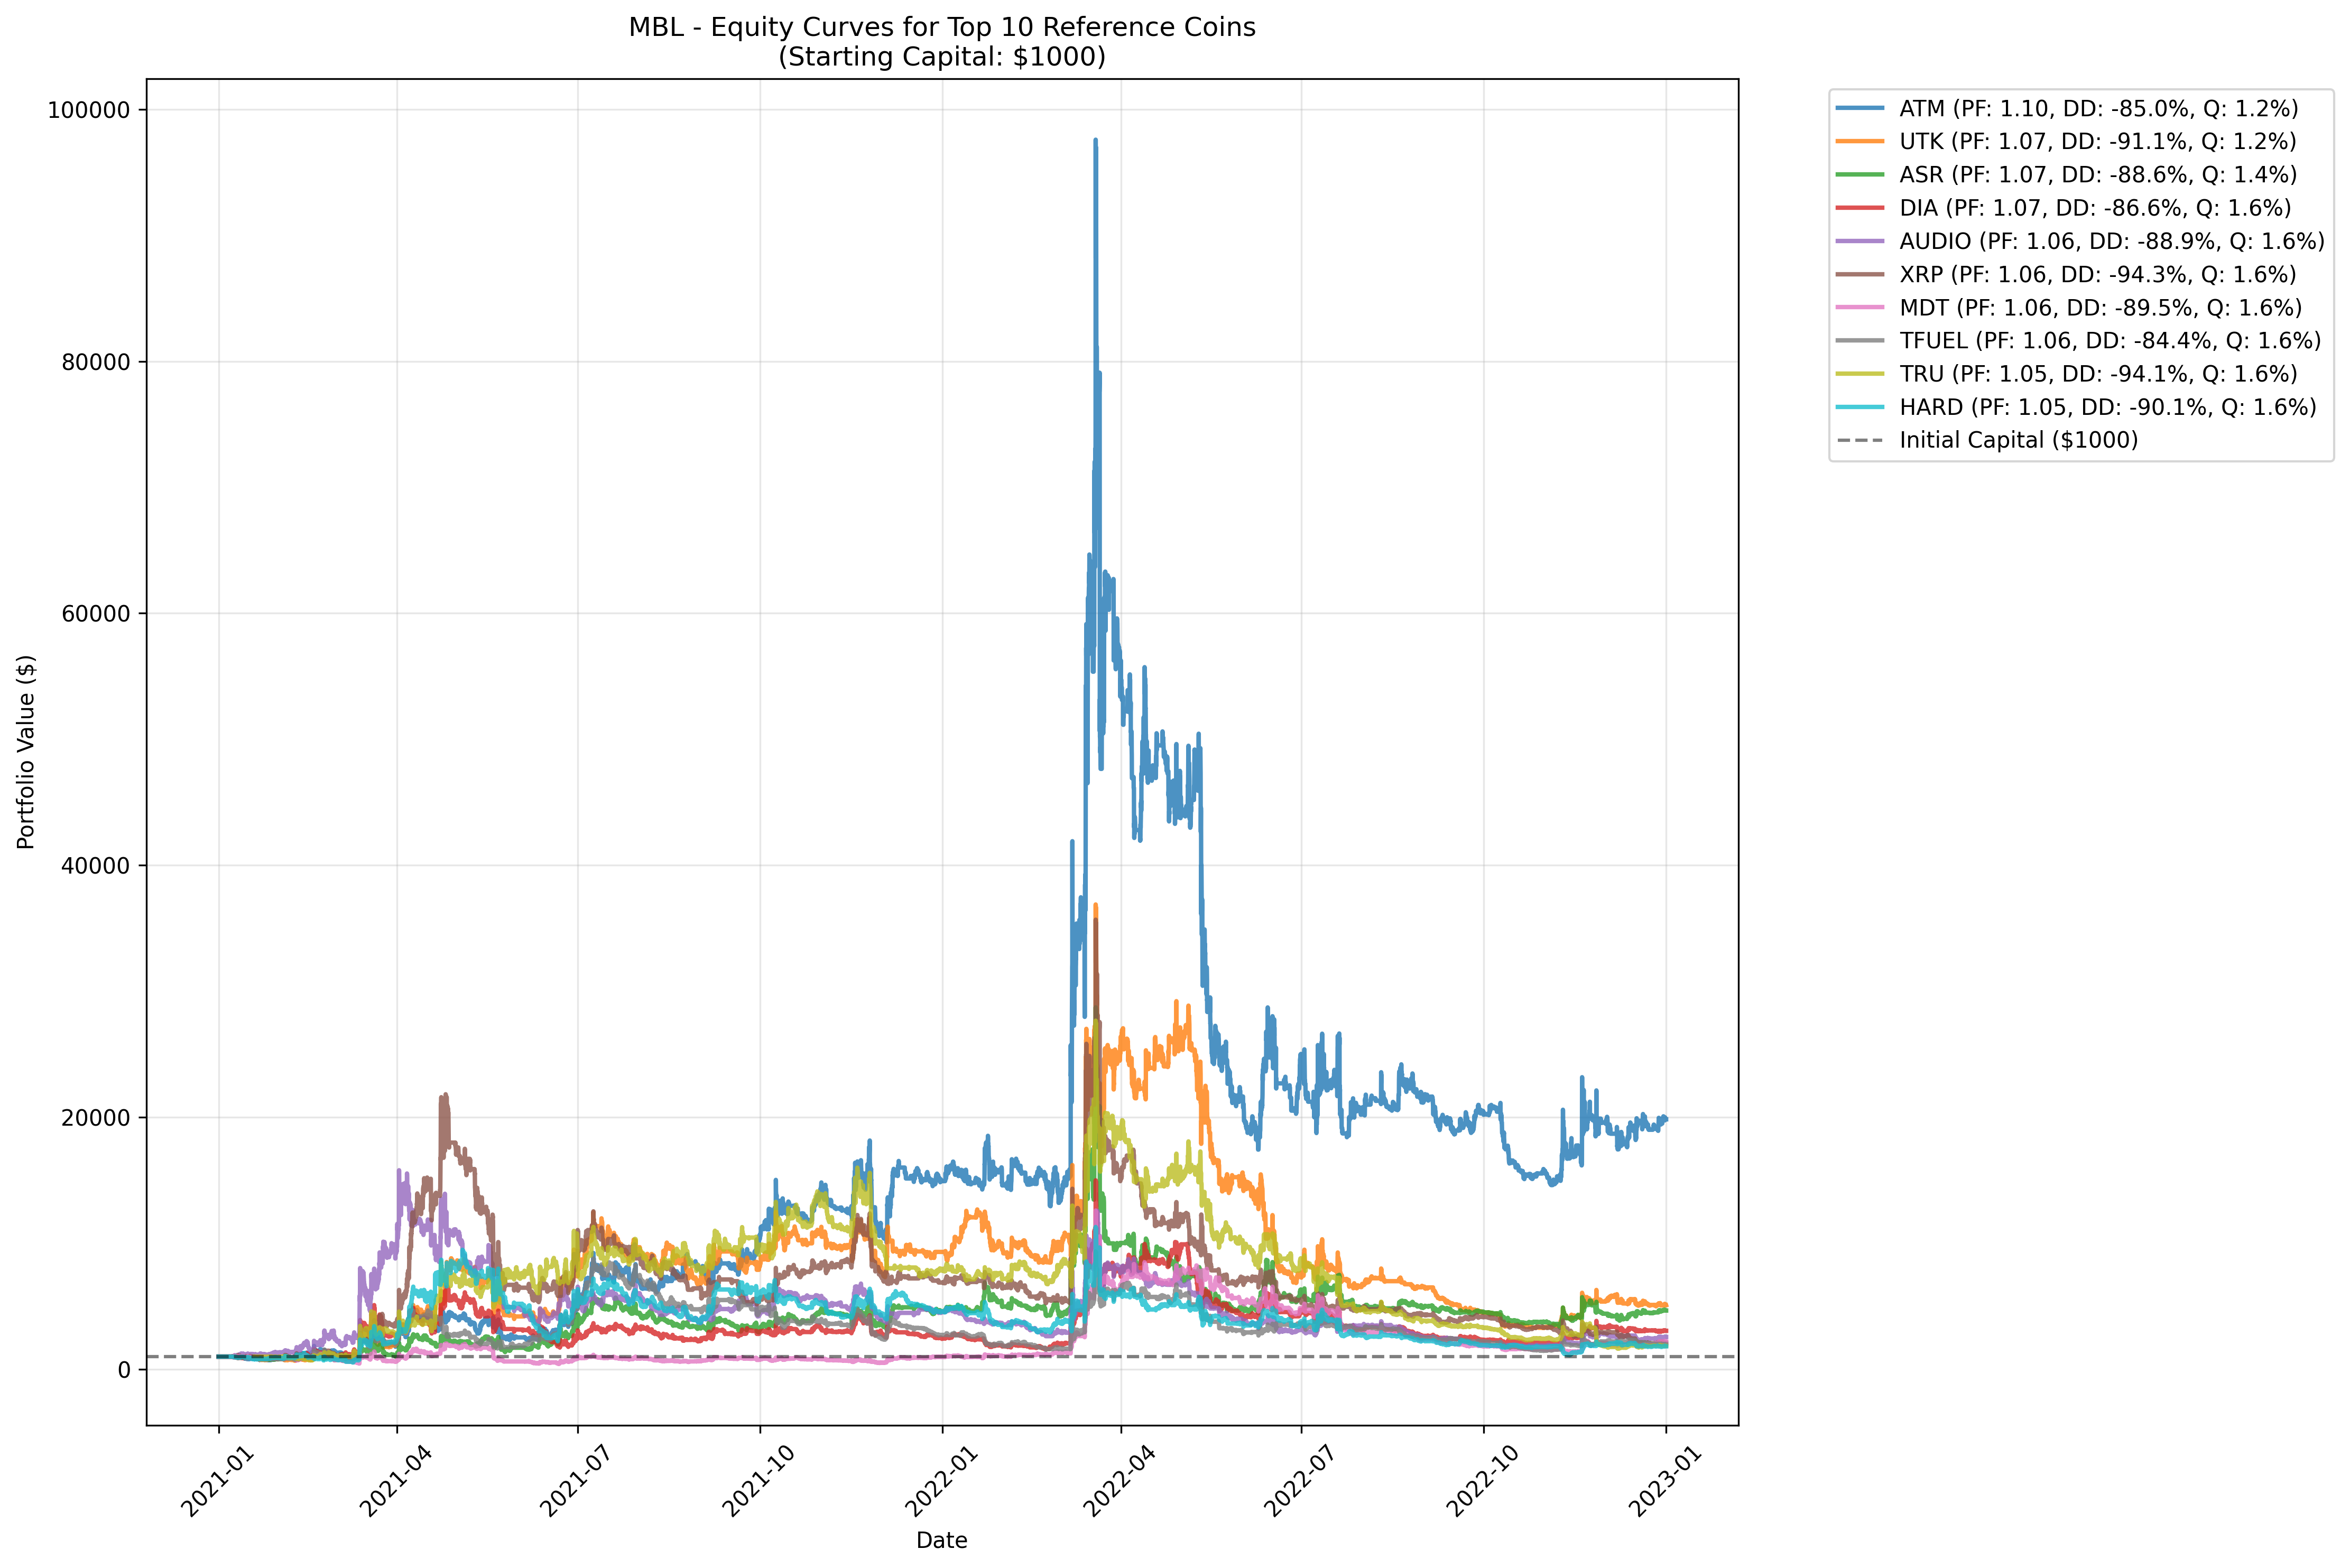 MBL - Equity Curves for Top 10 Reference Coins
(Starting Capital: $1000)
Portfolio Value ($)
100000
80000
60000
40000
20000
0
2021-01
2021-04
2021-07
2021-10
2022-01
2022-04
2022-07
2022-10
2023-01
Date
ATM (PF: 1.10, DD: -85.0%, Q: 1.2%)
UTK (PF: 1.07, DD: -91.1%, Q: 1.2%)
ASR (PF: 1.07, DD: -88.6%, Q: 1.4%)
DIA (PF: 1.07, DD: -86.6%, Q: 1.6%)
AUDIO (PF: 1.06, DD: -88.9%, Q: 1.6%)
XRP (PF: 1.06, DD: -94.3%, Q: 1.6%)
MDT (PF: 1.06, DD: -89.5%, Q: 1.6%)
TFUEL (PF: 1.06, DD: -84.4%, Q: 1.6%)
TRU (PF: 1.05, DD: -94.1%, Q: 1.6%)
HARD (PF: 1.05, DD: -90.1%, Q: 1.6%)
Initial Capital ($1000)